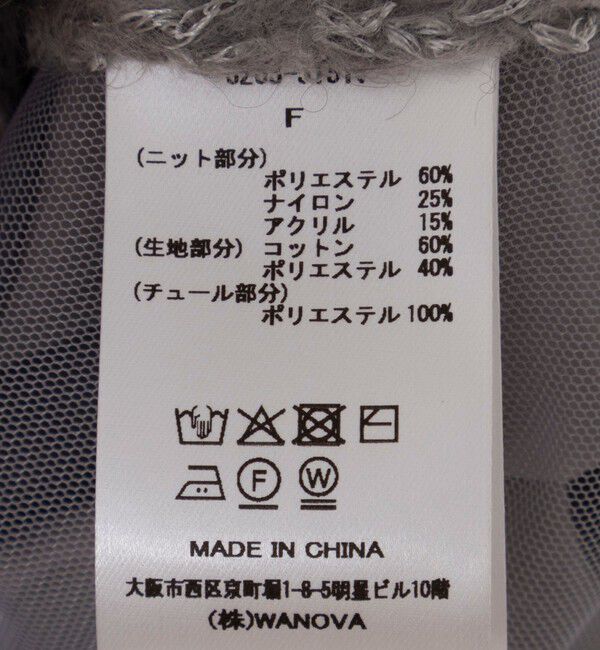 F
(ニット部分)
ポリエステル 60%
ナイロン 25%
アクリル 15%
(生地部分) コットン 60%
ポリエステル 40%
(チュール部分)
ポリエステル 100%
F W
MADE IN CHINA
大阪市西区京町堀1-8-5明星ビル10階
(株)WANOVA